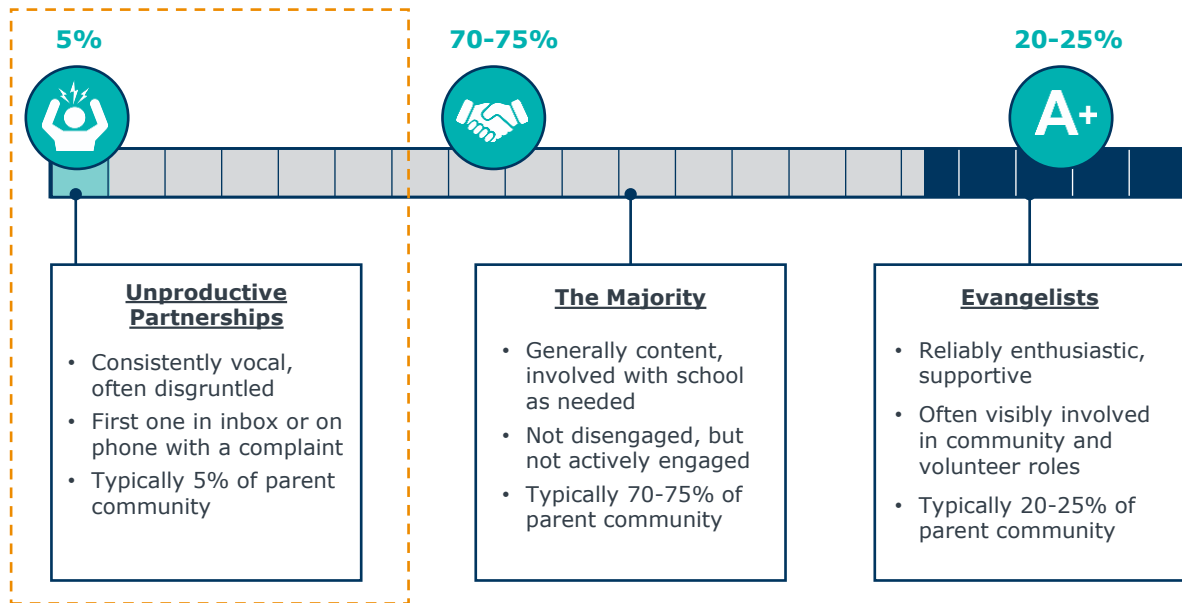 5%
70-75%
20-25%
A+
Unproductive
Partnerships
• Consistently vocal,
often disgruntled
• First one in inbox or on
phone with a complaint
• Typically 5% of parent
community
The Majority
• Generally content,
involved with school
as needed
• Not disengaged, but
not actively engaged
• Typically 70-75% of
parent community
Evangelists
• Reliably enthusiastic,
supportive
• Often visibly involved
in community and
volunteer roles
• Typically 20-25% of
parent community